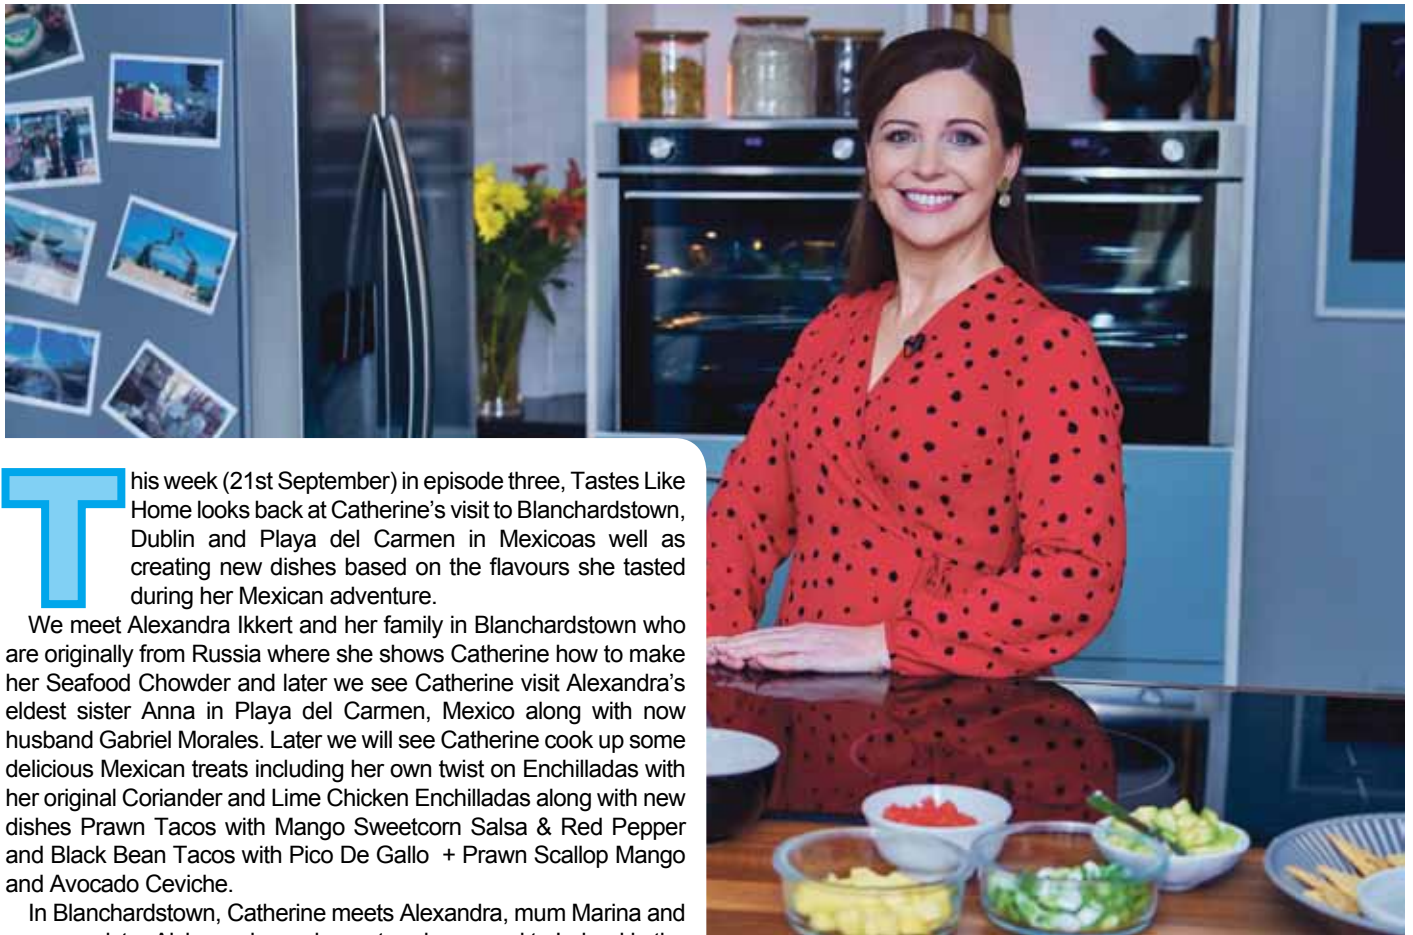 This week (21st September) in episode three, Tastes Like
Home looks back at Catherine’s visit to Blanchardstown,
Dublin and Playa del Carmen in Mexicoas well as
creating new dishes based on the flavours she tasted
during her Mexican adventure.
We meet Alexandra Ikkert and her family in Blanchardstown who
are originally from Russia where she shows Catherine how to make
her Seafood Chowder and later we see Catherine visit Alexandra’s
eldest sister Anna in Playa del Carmen, Mexico along with now
husband Gabriel Morales. Later we will see Catherine cook up some
delicious Mexican treats including her own twist on Enchilladas with
her original Coriander and Lime Chicken Enchilladas along with new
dishes Prawn Tacos with Mango Sweetcorn Salsa & Red Pepper
and Black Bean Tacos with Pico De Gallo + Prawn Scallop Mango
and Avocado Ceviche.
In Blanchardstown, Catherine meets Alexandra, mum Marina and